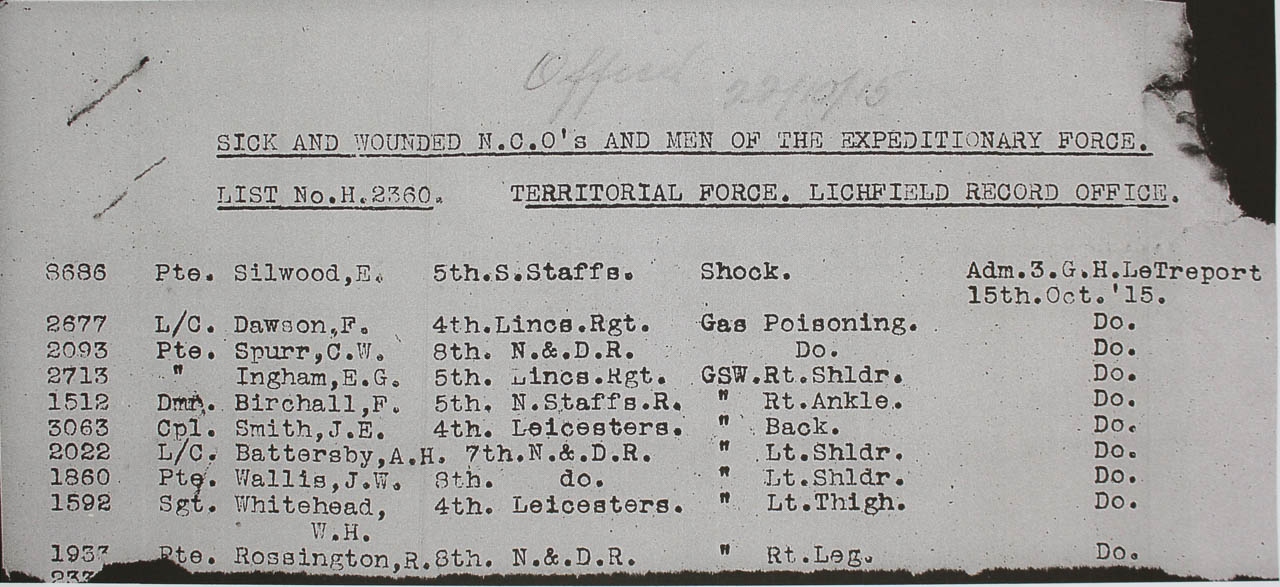 22/10/15
SICK AND WOUNDED N.C.O's AND MEN OF THE EXPEDITIONARY FORCE.
LIST No.H.2360. TERRITORIAL FORCE. LICHFIELD RECORD OFFICE.
8686 Pte. Silwood,E. 5th.S.Staffs. Shock. Adm.3.G.H.LeTreport
15th.Oct.'15.
2677 L/C. Dawson,F. 4th.Lincs.Rgt. Gas Poisoning. Do.
2093 Pte. Spurr,C.W. 8th. N.&.D.R. Do. Do.
2713 " Ingham,E.G. 5th. Lincs.Rgt. GSW.Rt.Shldr. Do.
1512 Dmr. Birchall,F. 5th. N.Staffs.R. " Rt.Ankle. Do.
3063 Cpl. Smith,J.E. 4th. Leicesters. " Back. Do.
2022 L/C. Battersby,A.H. 7th.N.&.D.R. " Lt.Shldr. Do.
1860 Pte. Wallis,J.W. 8th. do. " Lt.Shldr. Do.
1592 Sgt. Whitehead, 4th. Leicesters. " Lt.Thigh. Do.
W.H.
1937 Pte. Rossington,R. 8th. N.&.D.R. " Rt.Leg. Do.